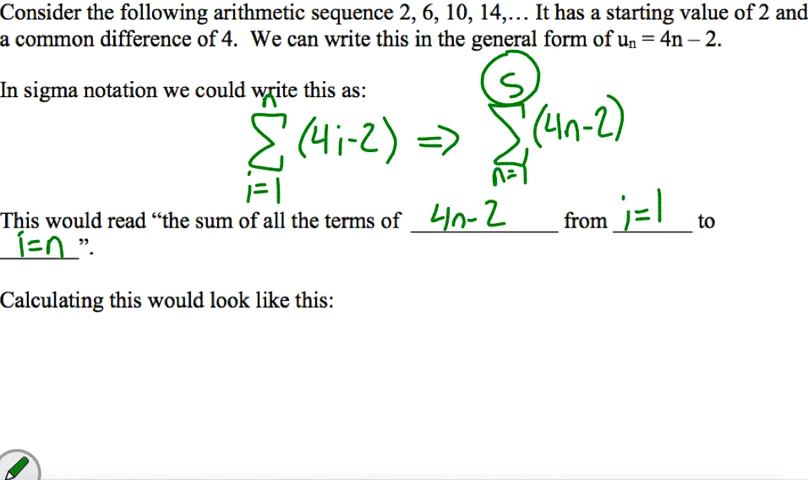 Consider the following arithmetic sequence 2, 6, 10, 14,… It has a starting value of 2 and
a common difference of 4. We can write this in the general form of uₙ = 4n – 2.
In sigma notation we could write this as:
n 5
∑ (4i-2) ⇒ ∑ (4n-2)
i=1 n=1
This would read “the sum of all the terms of 4n-2 from i=1 to
i=n ”.
Calculating this would look like this: